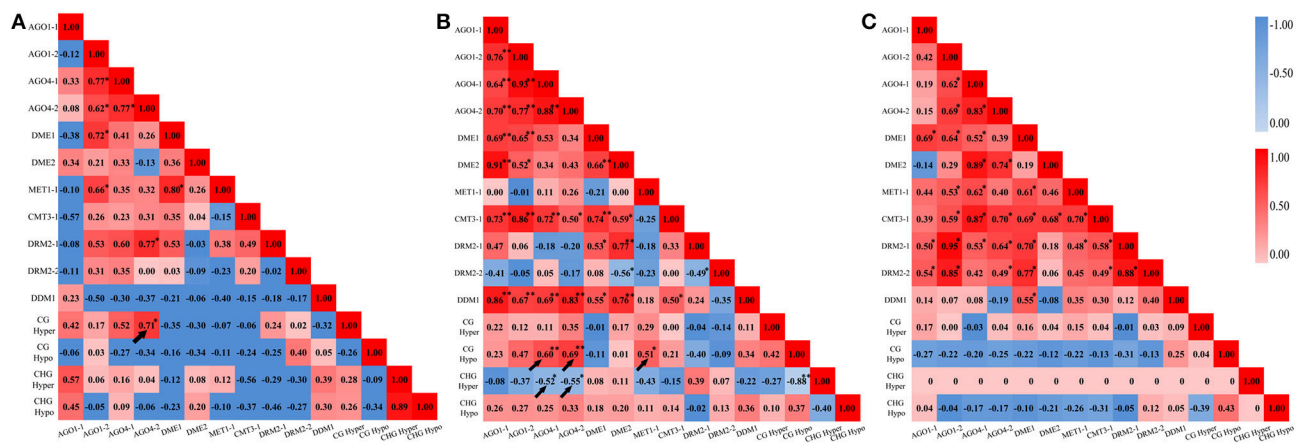 A
AGO1-1 1.00
AGO1-2 -0.12 1.00
AGO4-1 0.33 0.77* 1.00
AGO4-2 0.08 0.62* 0.77* 1.00
DME1 -0.38 0.72* 0.41 0.26 1.00
DME2 0.34 0.21 0.33 -0.13 0.36 1.00
MET1-1 -0.10 0.66* 0.35 0.32 0.80* 0.26 1.00
CMT3-1 -0.57 0.26 0.23 0.31 0.35 0.04 -0.15 1.00
DRM2-1 -0.08 0.53 0.60 0.77* 0.53 -0.03 0.38 0.49 1.00
DRM2-2 -0.11 0.31 0.35 0.00 0.03 -0.09 -0.23 0.20 -0.02 1.00
DDM1 0.23 -0.50 -0.30 -0.37 -0.21 -0.06 -0.40 -0.15 -0.18 -0.17 1.00
CG Hyper 0.42 0.17 0.52 0.71* -0.35 -0.30 -0.07 -0.06 0.24 0.02 -0.32 1.00
CG Hypo -0.06 0.03 -0.27 -0.34 -0.16 -0.34 -0.11 -0.24 -0.25 0.40 0.05 -0.26 1.00
CHG Hyper 0.57 0.06 0.16 0.04 -0.12 0.08 0.12 -0.56 -0.29 -0.30 0.39 0.28 -0.09 1.00
CHG Hypo 0.45 -0.05 0.09 -0.06 -0.23 0.20 -0.10 -0.37 -0.46 -0.27 0.30 0.26 -0.34 0.89 1.00
AGO1-1 AGO1-2 AGO4-1 AGO4-2 DME1 DME2 MET1-1 CMT3-1 DRM2-1 DRM2-2 DDM1 CG Hyper CG Hypo CHG Hyper CHG Hypo
B
AGO1-1 1.00
AGO1-2 0.76** 1.00
AGO4-1 0.64** 0.93** 1.00
AGO4-2 0.70** 0.77** 0.88** 1.00
DME1 0.69** 0.65** 0.53 0.34 1.00
DME2 0.91** 0.52* 0.34 0.43 0.66** 1.00
MET1-1 0.00 -0.01 0.11 0.26 -0.21 0.00 1.00
CMT3-1 0.73** 0.86** 0.72** 0.50* 0.74** 0.59* -0.25 1.00
DRM2-1 0.47 0.06 -0.18 -0.20 0.53* 0.77** -0.18 0.33 1.00
DRM2-2 -0.41 -0.05 0.05 -0.17 0.08 -0.56* -0.23 0.00 -0.49* 1.00
DDM1 0.86** 0.67** 0.69** 0.83** 0.55* 0.76** 0.18 0.50* 0.24 -0.35 1.00
CG Hyper 0.22 0.12 0.11 0.35 -0.01 0.17 0.29 0.00 -0.04 -0.14 0.11 1.00
CG Hypo 0.23 0.47 0.60** 0.69** -0.11 0.01 0.51* 0.21 -0.40 -0.09 0.34 0.42 1.00
CHG Hyper -0.08 -0.37 -0.52* -0.55* 0.08 0.11 -0.43 -0.15 0.39 0.07 -0.22 -0.27 -0.88** 1.00
CHG Hypo 0.26 0.27 0.25 0.33 0.18 0.20 0.11 0.14 -0.02 0.13 0.36 0.10 0.37 -0.40 1.00
AGO1-1 AGO1-2 AGO4-1 AGO4-2 DME1 DME2 MET1-1 CMT3-1 DRM2-1 DRM2-2 DDM1 CG Hyper CG Hypo CHG Hyper CHG Hypo
C
AGO1-1 1.00
AGO1-2 0.42 1.00
AGO4-1 0.19 0.62* 1.00
AGO4-2 0.15 0.69* 0.83* 1.00
DME1 0.69* 0.64* 0.52* 0.39 1.00
DME2 -0.14 0.29 0.89* 0.74* 0.19 1.00
MET1-1 0.44 0.53* 0.62* 0.40 0.61* 0.46 1.00
CMT3-1 0.39 0.59* 0.87* 0.70* 0.69* 0.68* 0.70* 1.00
DRM2-1 0.50* 0.95* 0.53* 0.64* 0.70* 0.18 0.48* 0.58* 1.00
DRM2-2 0.54* 0.85* 0.42 0.49* 0.77* 0.06 0.45 0.49* 0.88* 1.00
DDM1 0.14 0.07 0.08 -0.19 0.55* -0.08 0.35 0.30 0.12 0.40 1.00
CG Hyper 0.17 0.00 -0.03 0.04 0.16 0.04 0.15 0.04 -0.01 0.03 0.09 1.00
CG Hypo -0.27 -0.22 -0.20 -0.25 -0.22 -0.12 -0.22 -0.13 -0.31 -0.13 0.25 0.04 1.00
CHG Hyper 0 0 0 0 0 0 0 0 0 0 0 0 0 1.00
CHG Hypo 0.04 -0.04 -0.17 -0.17 -0.10 -0.21 -0.26 -0.31 -0.05 0.12 0.05 -0.39 0.43 0 1.00
AGO1-1 AGO1-2 AGO4-1 AGO4-2 DME1 DME2 MET1-1 CMT3-1 DRM2-1 DRM2-2 DDM1 CG Hyper CG Hypo CHG Hyper CHG Hypo
-1.00
-0.50
0.00
1.00
0.50
0.00